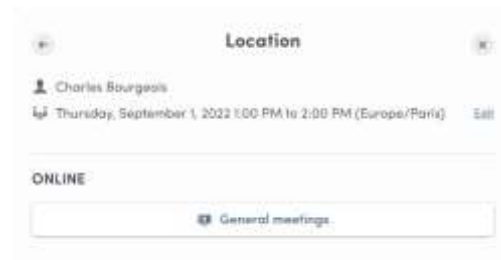 Location
Charles Bourgeois
Thursday, September 1, 2022 1:00 PM to 2:00 PM (Europe/Paris) Edit
ONLINE
General meetings